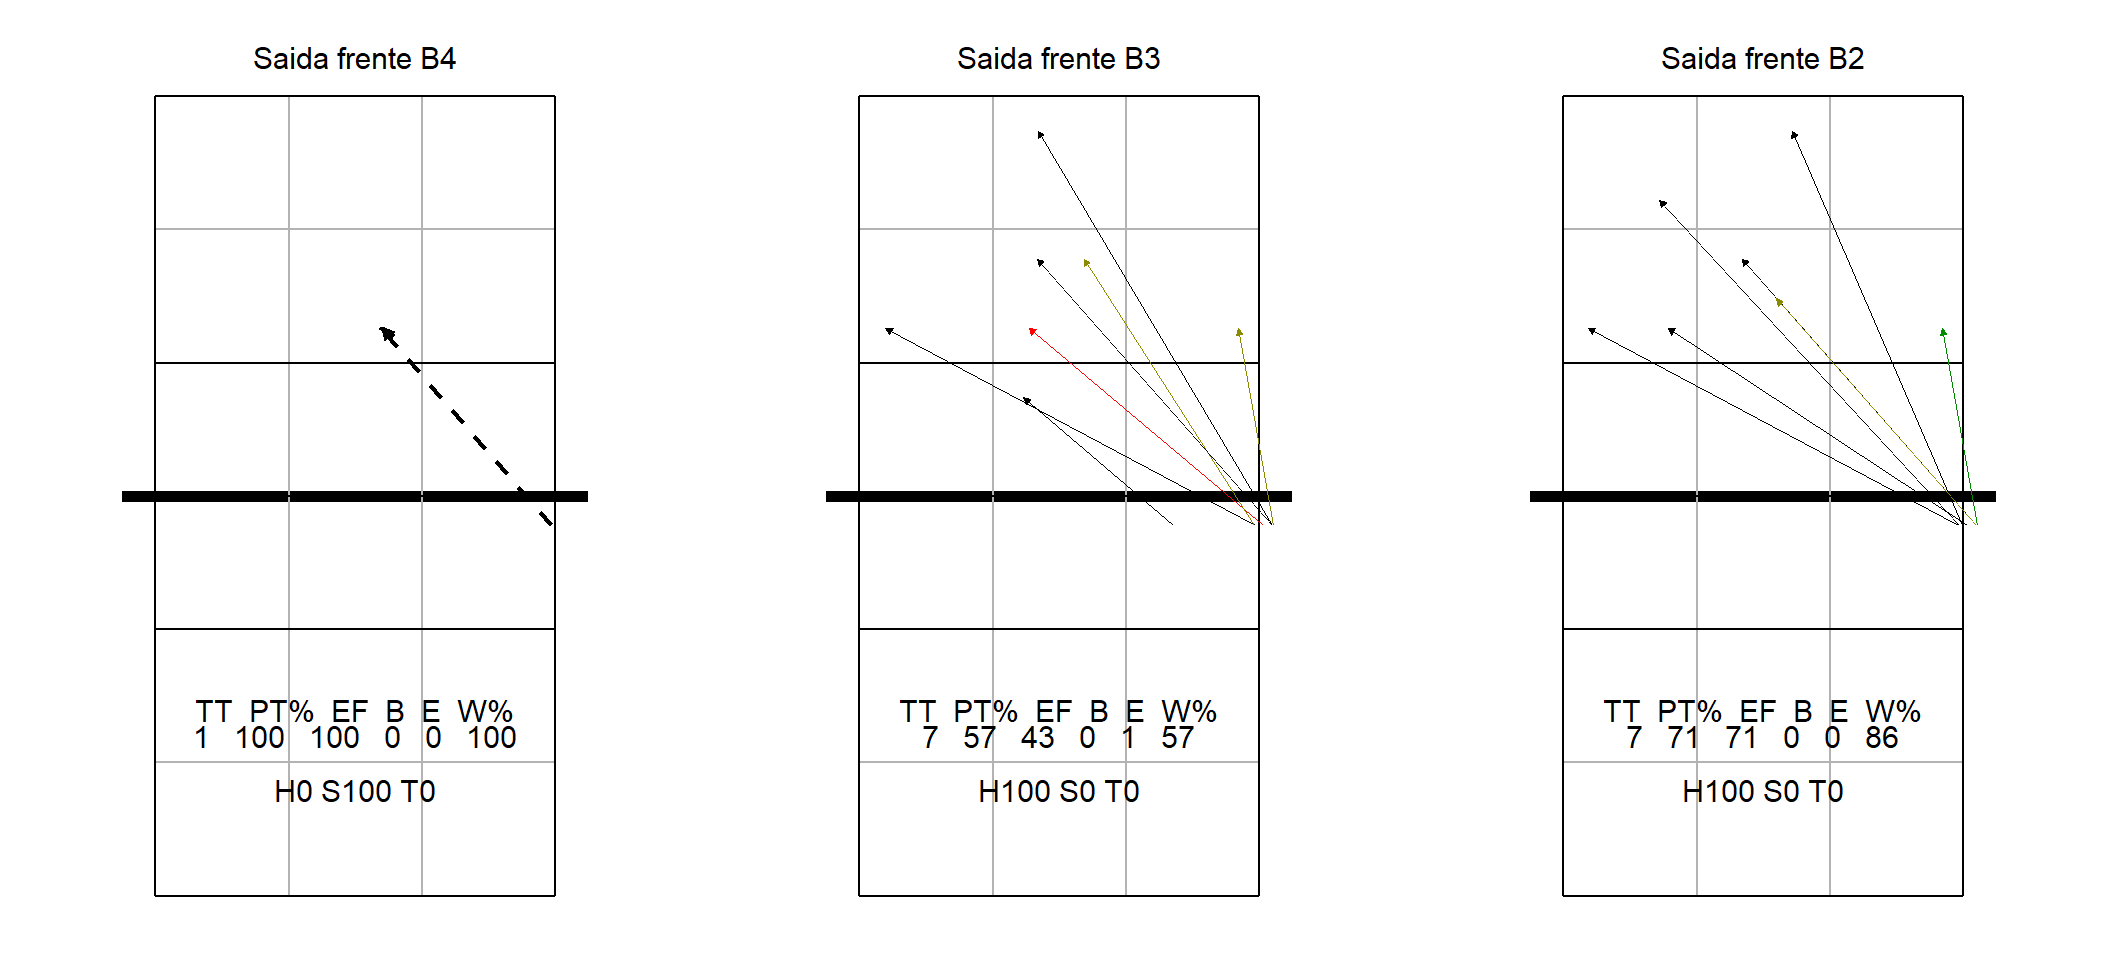 Saida frente B4
TT PT% EF B E W%
1 100 100 0 0 100
H0 S100 T0
Saida frente B3
TT PT% EF B E W%
7 57 43 0 1 57
H100 S0 T0
Saida frente B2
TT PT% EF B E W%
7 71 71 0 0 86
H100 S0 T0